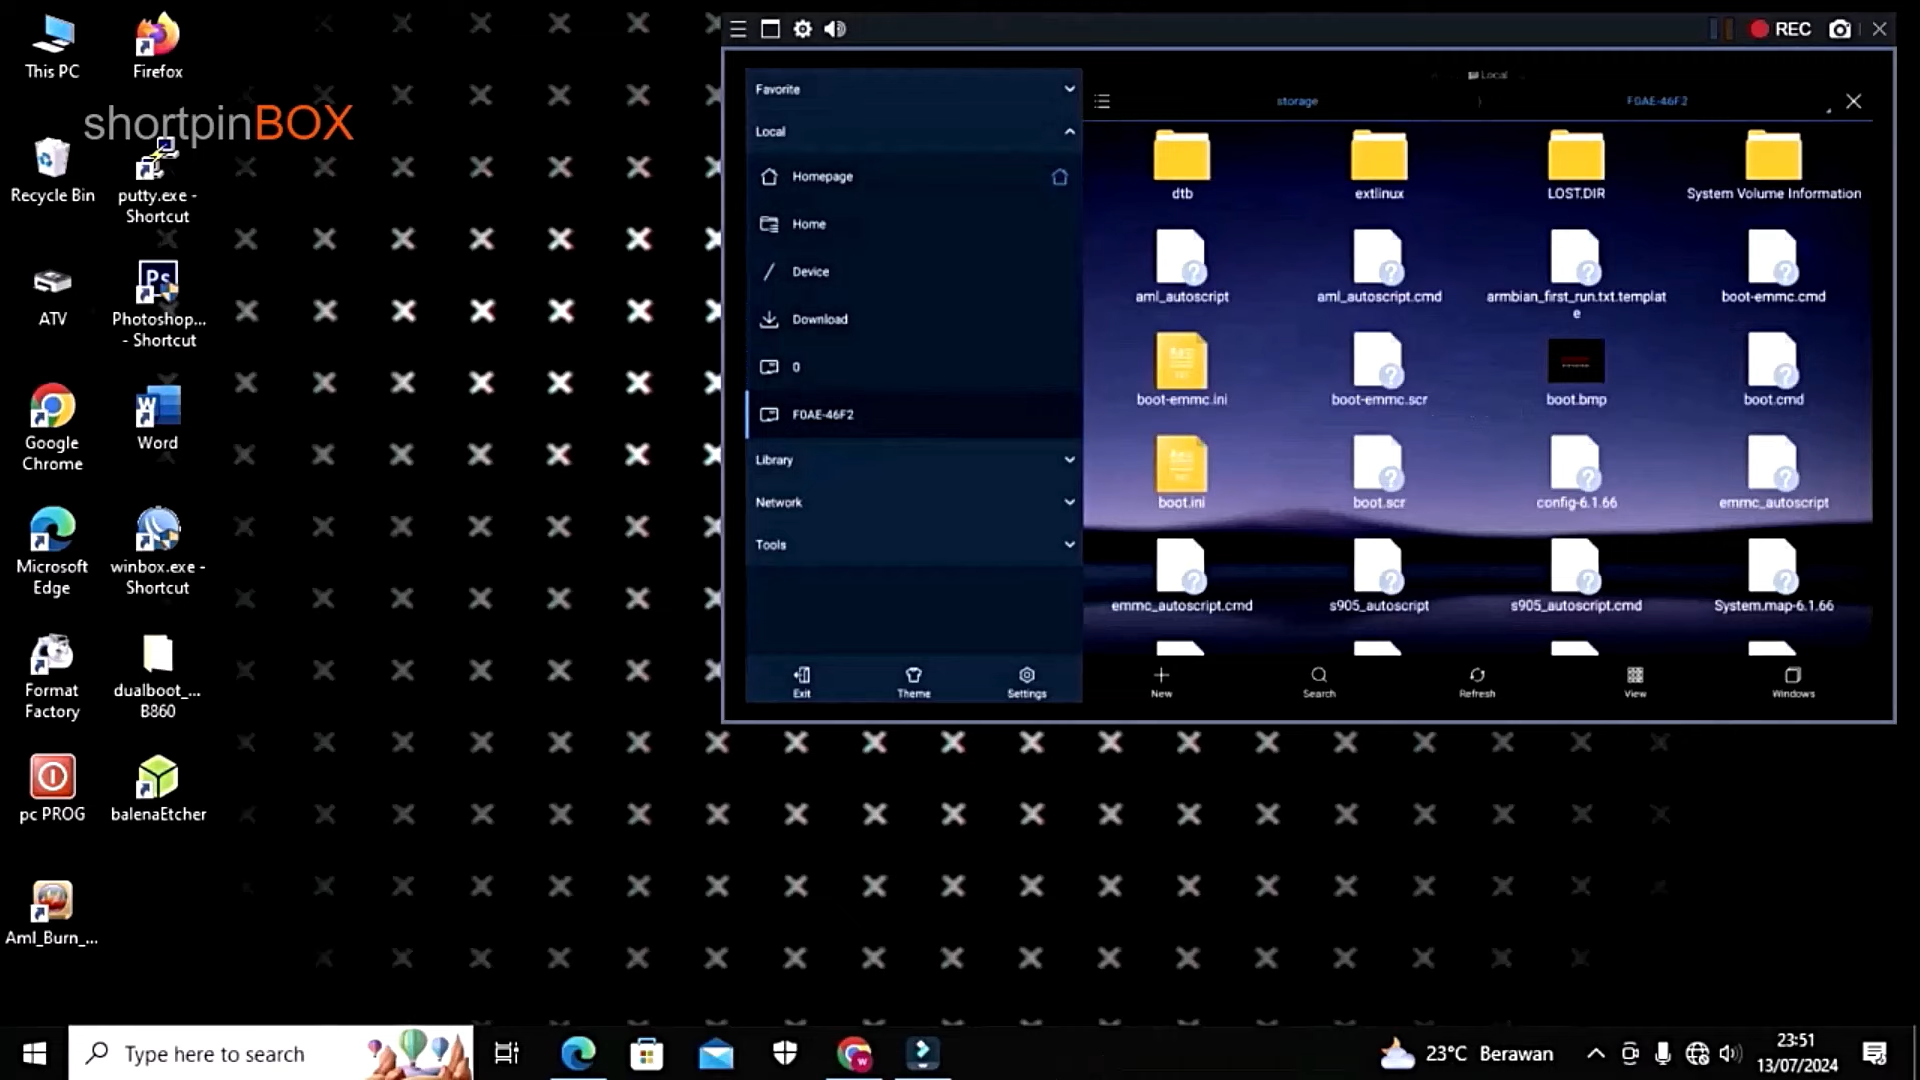 This PC
Firefox
shortpinBOX
Recycle Bin
putty.exe -
Shortcut
ATV
Ps
Photoshop...
- Shortcut
Google
Chrome
W
Word
Microsoft
Edge
winbox.exe -
Shortcut
Format
Factory
dualboot_...
B860
pc PROG
balenaEtcher
Aml_Burn_...
REC
Favorite
Local
Homepage
Home
Device
Download
0
F0AE-46F2
Library
Network
Tools
Exit
Theme
Settings
Local
storage
F0AE-46F2
dtb
extlinux
LOST.DIR
System Volume Information
aml_autoscript
aml_autoscript.cmd
armbian_first_run.txt.templat
e
boot-emmc.cmd
boot-emmc.ini
boot-emmc.scr
boot.bmp
boot.cmd
boot.ini
boot.scr
config-6.1.66
emmc_autoscript
emmc_autoscript.cmd
s905_autoscript
s905_autoscript.cmd
System.map-6.1.66
New
Search
Refresh
View
Windows
Type here to search
23°C Berawan
23:51
13/07/2024